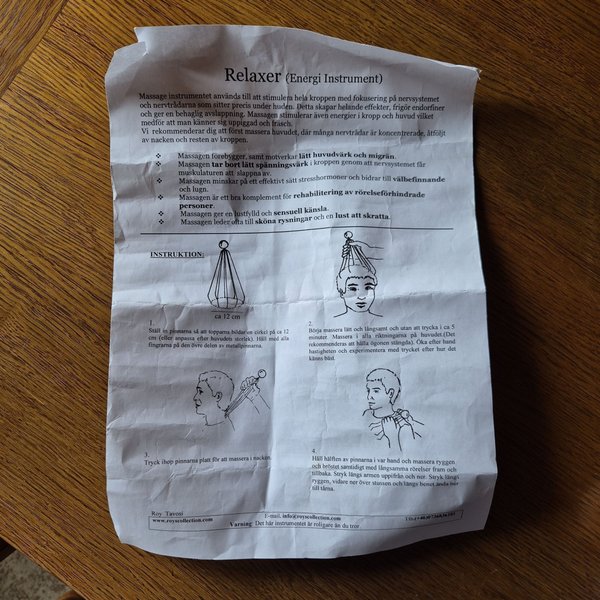 Relaxer (Energi Instrument)
Massage instrumentet används till att stimulera hela kroppen med fokusering på nervsystemet
och nervtrådarna som sitter precis under huden. Detta skapar helande effekter, frigör endorfiner
och ger en behaglig avslappning. Massagen stimulerar även energier i kropp och huvud vilket
medför att man känner sig uppiggad och fräsch.
Vi rekommenderar dig att först massera huvudet, där många nervtrådar är koncentrerade, åtföljt
av nacken och resten av kroppen.
❖ Massagen förebygger, samt motverkar lätt huvudvärk och migrän.
❖ Massagen tar bort lätt spänningsvärk i kroppen genom att nervsystemet får
muskulaturen att slappna av.
❖ Massagen minskar på ett effektivt sätt stresshormoner och bidrar till välbefinnande
och lugn.
❖ Massagen är ett bra komplement för rehabilitering av rörelseförhindrade
personer.
❖ Massagen ger en lustfylld och sensuell känsla.
❖ Massagen leder ofta till sköna rysningar och en lust att skratta.
INSTRUKTION:
ca 12 cm
1.
Ställ in pinnarna så att topparna bildar en cirkel på ca 12
cm (eller anpassa efter huvudets storlek). Håll med alla
fingrarna på den övre delen av metallpinnarna.
2.
Börja massera lätt och långsamt och utan att trycka i ca 5
minuter. Massera i alla riktningarna på huvudet.(Det
rekommenderas att hålla ögonen stängda). Öka efter hand
hastigheten och experimentera med trycket efter hur det
känns bäst.
3.
Tryck ihop pinnarna platt för att massera i nacken.
4.
Håll hälften av pinnarna i var hand och massera ryggen
och bröstet samtidigt med långsamma rörelser fram och
tillbaka. Stryk längs armen uppifrån och ner. Stryk längs
ryggen, vidare ner över stussen och längs benet ända ner
till tårna.
Roy Tavosi
E-mail. info@royscollection.com
www.royscollection.com
Varning: Det här instrumentet är roligare än du tror.